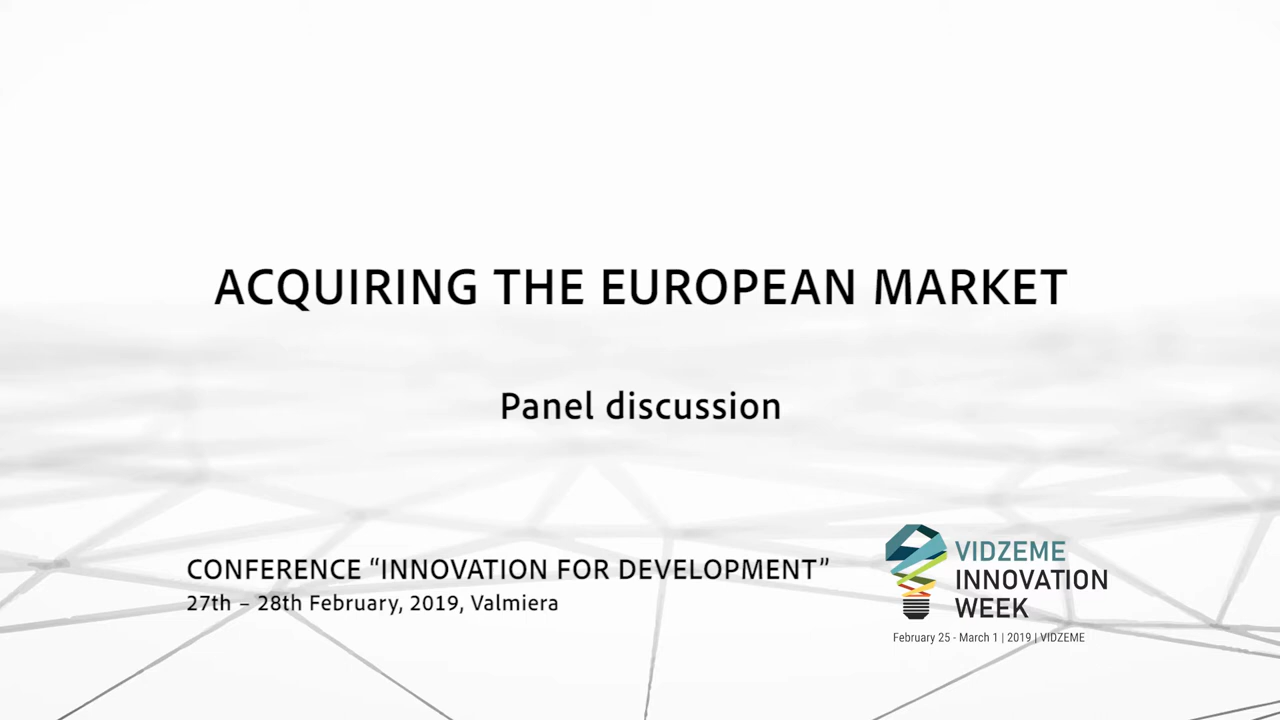 ACQUIRING THE EUROPEAN MARKET
Panel discussion
CONFERENCE “INNOVATION FOR DEVELOPMENT”
27th – 28th February, 2019, Valmiera
VIDZEME
INNOVATION
WEEK
February 25 - March 1 | 2019 | VIDZEME